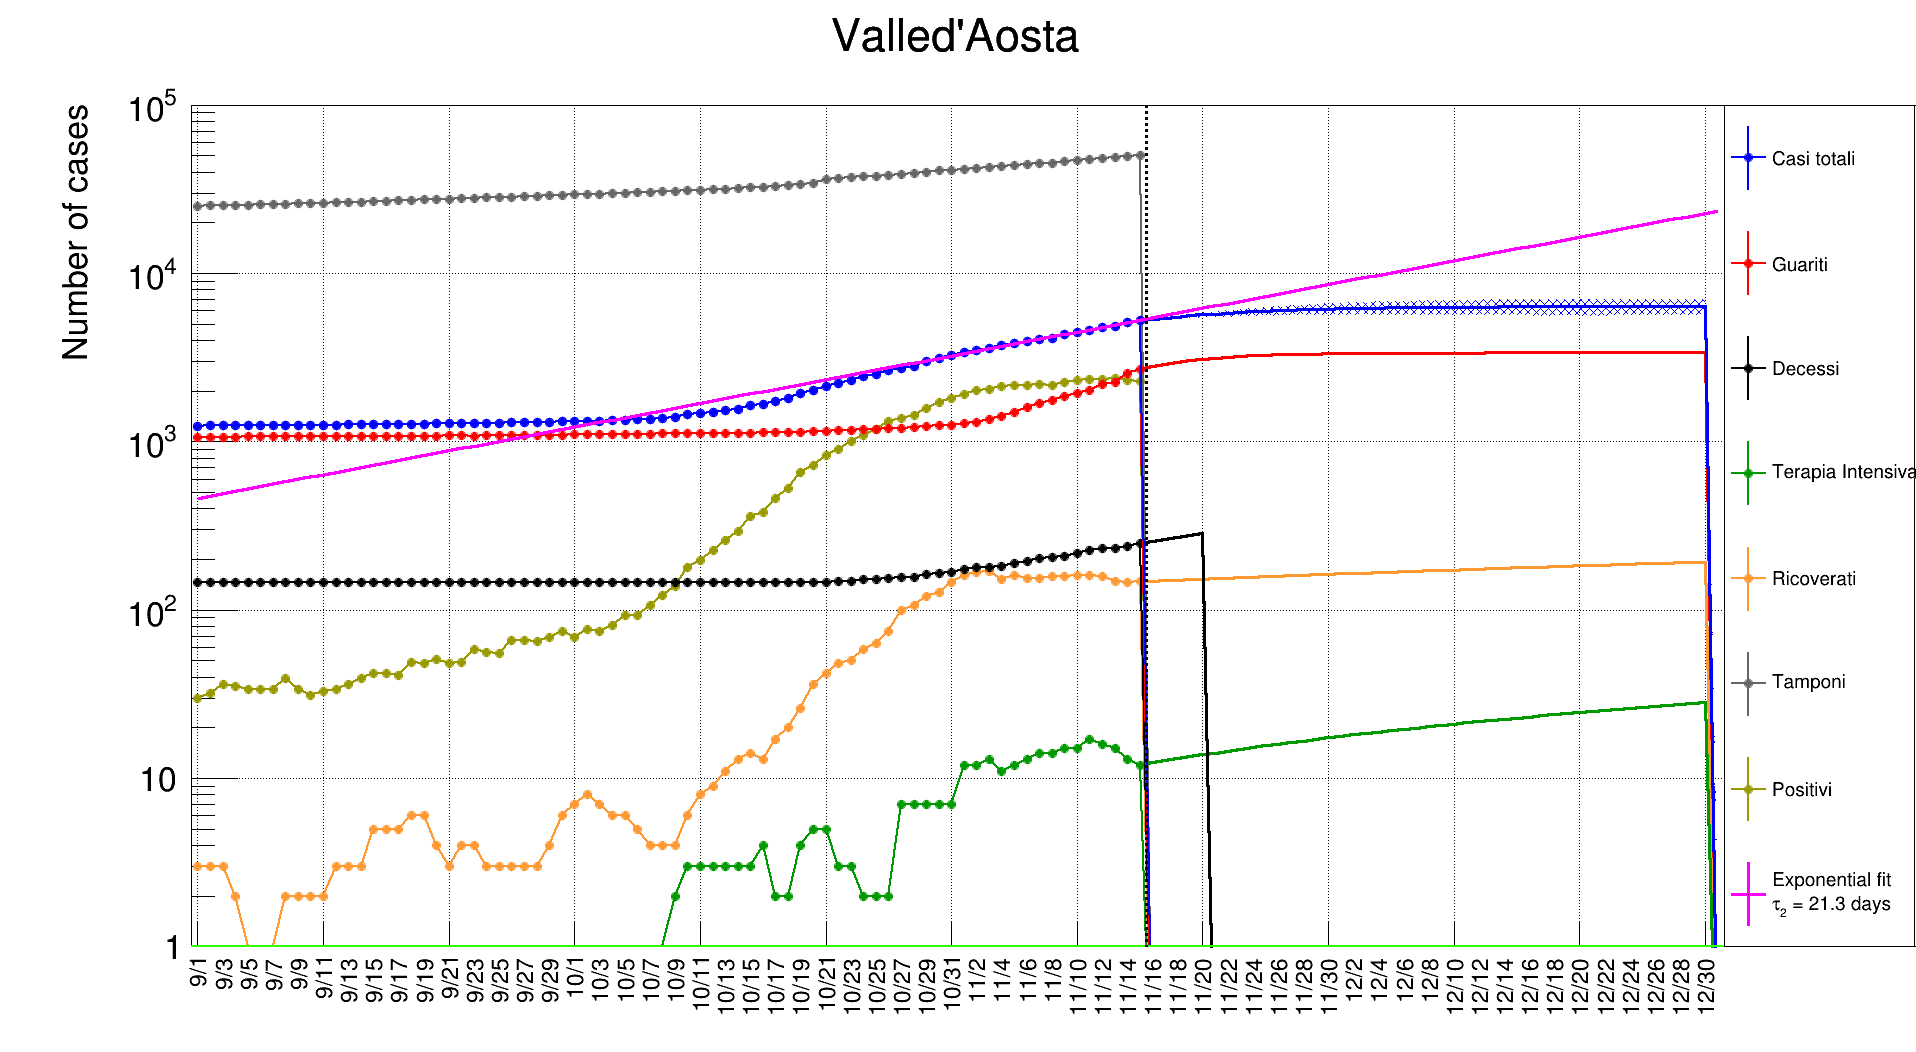 Valled'Aosta
Number of cases
10^5
10^4
10^3
10^2
10
1
9/1 9/3 9/5 9/7 9/9 9/11 9/13 9/15 9/17 9/19 9/21 9/23 9/25 9/27 9/29 10/1 10/3 10/5 10/7 10/9 10/11 10/13 10/15 10/17 10/19 10/21 10/23 10/25 10/27 10/29 10/31 11/2 11/4 11/6 11/8 11/10 11/12 11/14 11/16 11/18 11/20 11/22 11/24 11/26 11/28 11/30 12/2 12/4 12/6 12/8 12/10 12/12 12/14 12/16 12/18 12/20 12/22 12/24 12/26 12/28 12/30
Casi totali
Guariti
Decessi
Terapia Intensiva
Ricoverati
Tamponi
Positivi
Exponential fit
τ_2 = 21.3 days